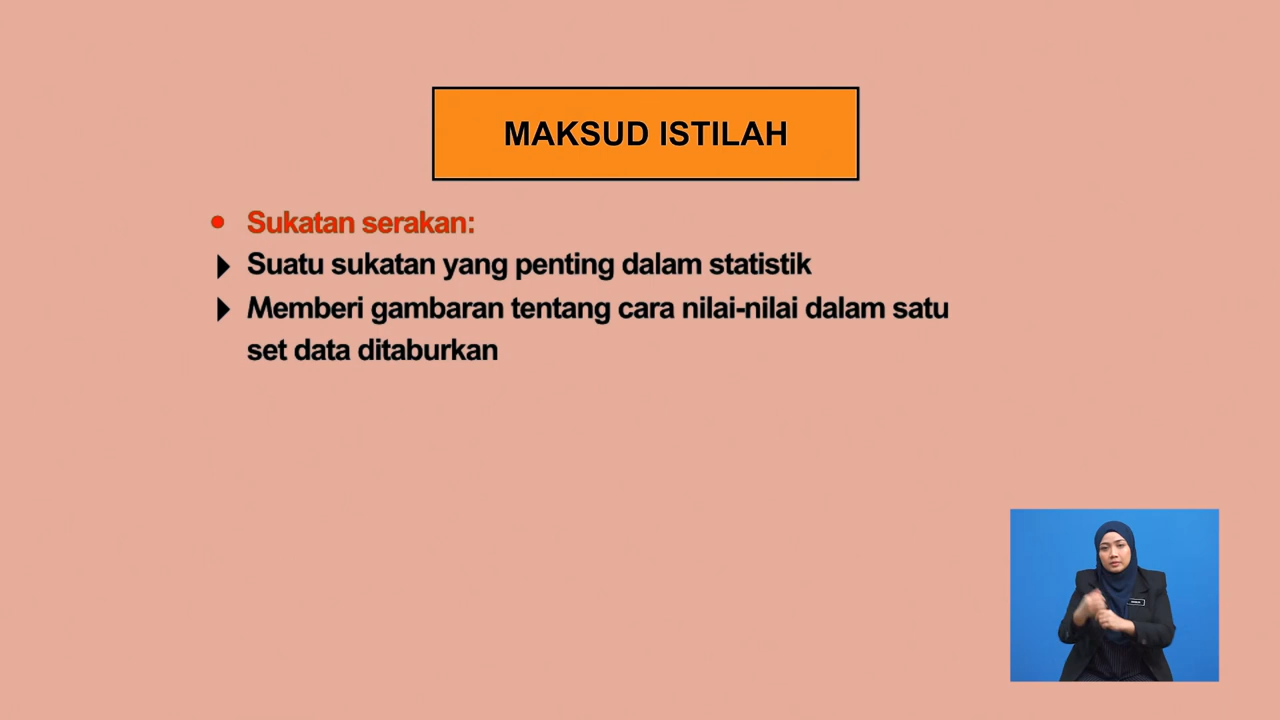 MAKSUD ISTILAH
Sukatan serakan:
Suatu sukatan yang penting dalam statistik
Memberi gambaran tentang cara nilai-nilai dalam satu
set data ditaburkan